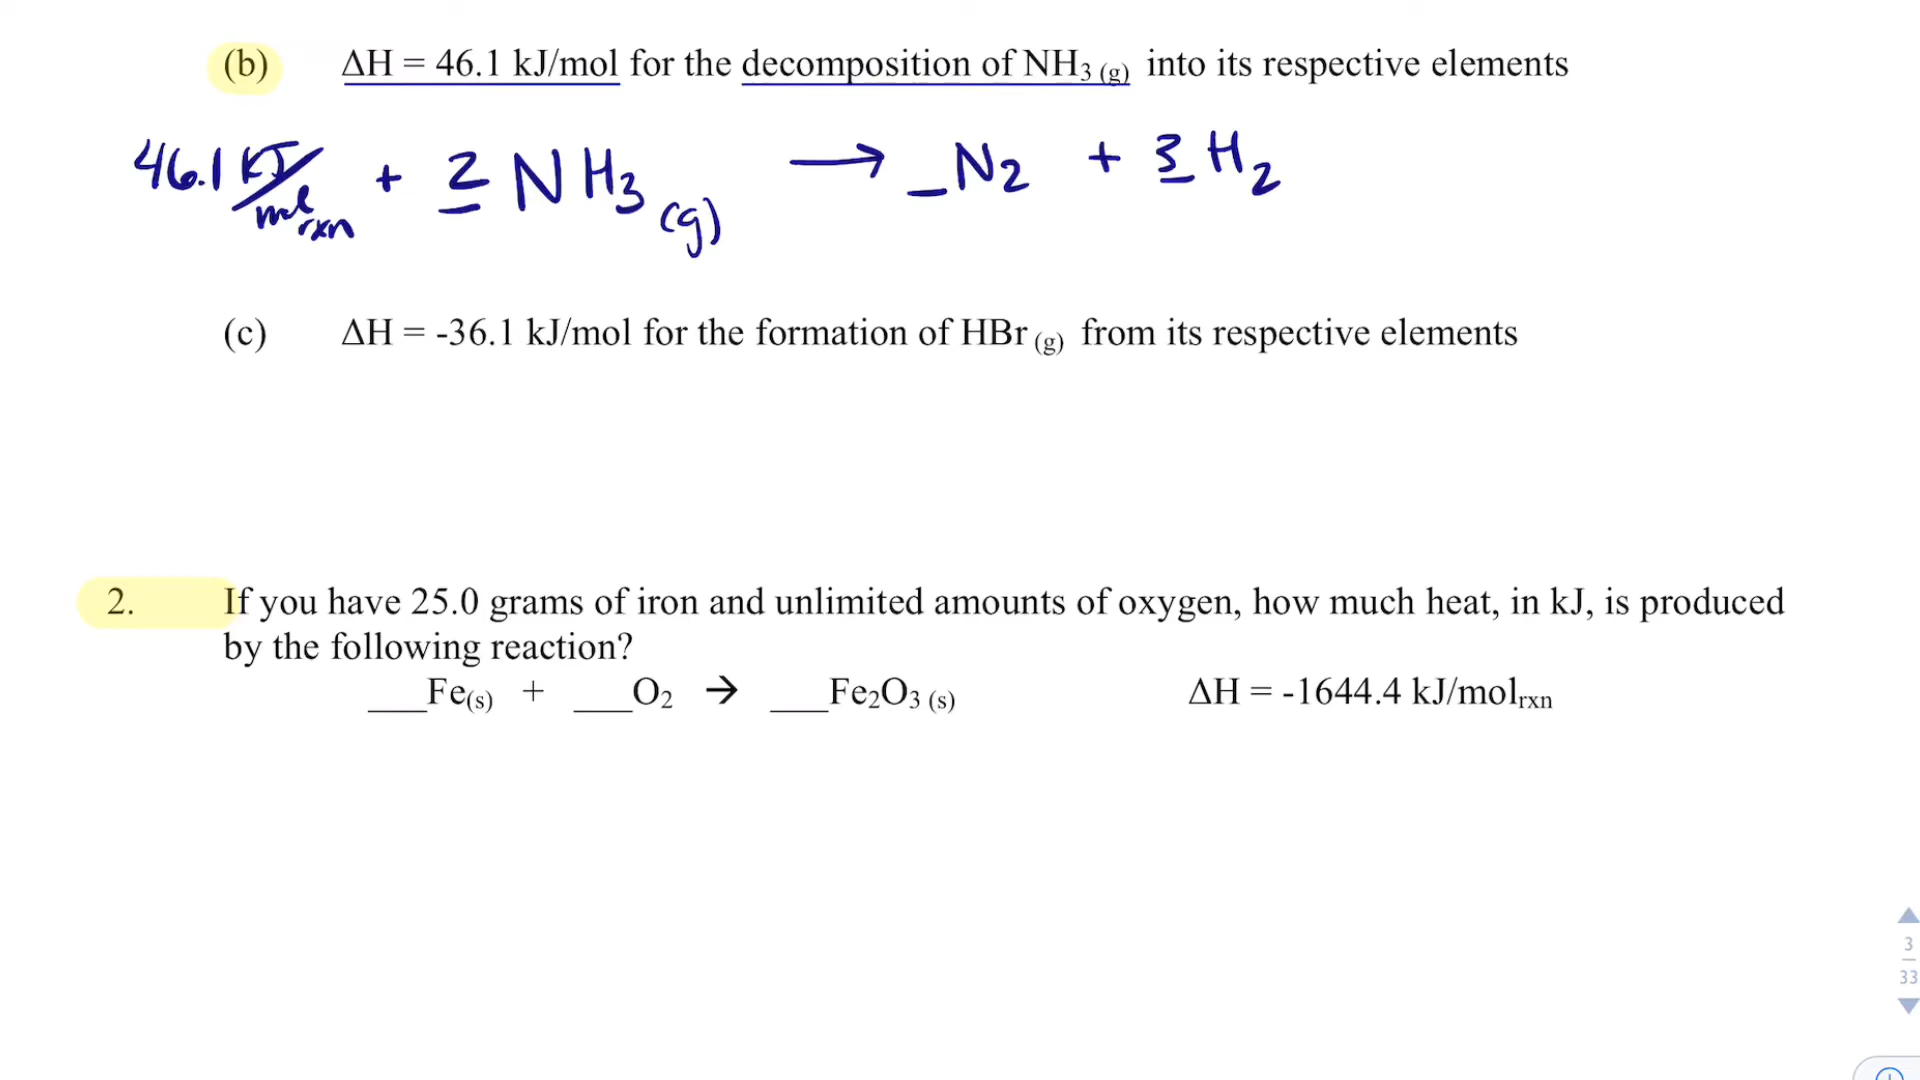 (b) ΔH = 46.1 kJ/mol for the decomposition of NH₃ (g) into its respective elements
46.1 kJ/mol rxn + 2 NH₃ (g) → _N₂ + 3 H₂
(c) ΔH = -36.1 kJ/mol for the formation of HBr (g) from its respective elements
2. If you have 25.0 grams of iron and unlimited amounts of oxygen, how much heat, in kJ, is produced
by the following reaction?
___Fe(s) + ___O₂ → ___Fe₂O₃ (s) ΔH = -1644.4 kJ/molrxn
3
33